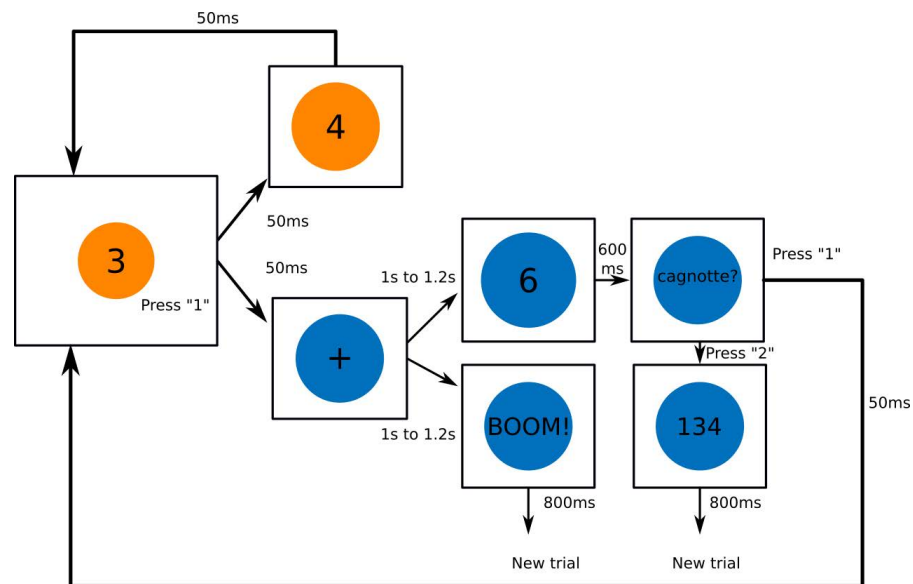 50ms
4
50ms
3
Press "1"
50ms
+
1s to 1.2s
6
600
ms
cagnotte?
Press "1"
Press "2"
50ms
1s to 1.2s
BOOM!
134
800ms
800ms
New trial
New trial